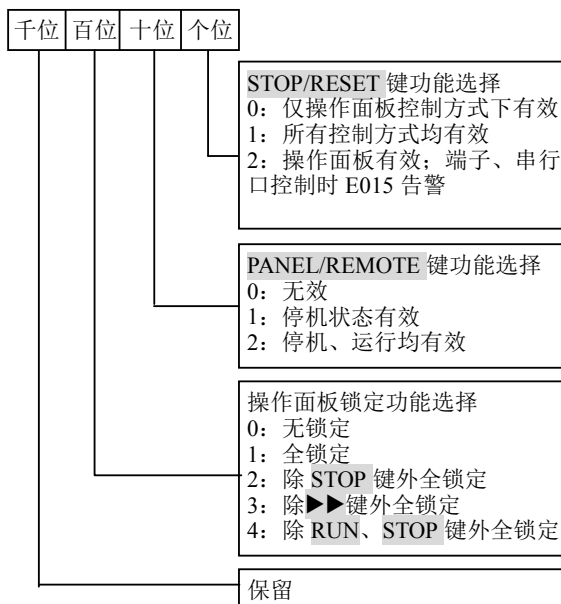 千位 百位 十位 个位
STOP/RESET 键功能选择
0：仅操作面板控制方式下有效
1：所有控制方式均有效
2：操作面板有效；端子、串行
口控制时 E015 告警
PANEL/REMOTE 键功能选择
0：无效
1：停机状态有效
2：停机、运行均有效
操作面板锁定功能选择
0：无锁定
1：全锁定
2：除 STOP 键外全锁定
3：除▶▶键外全锁定
4：除 RUN、STOP 键外全锁定
保留